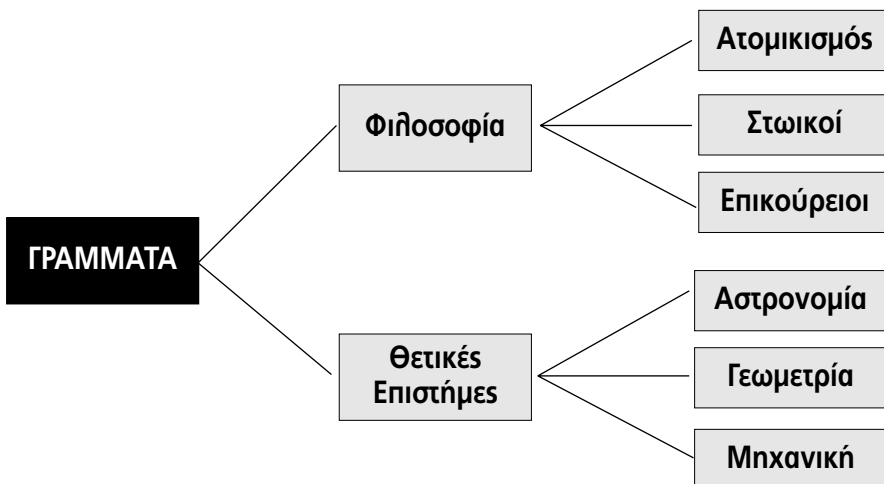 ΓΡΑΜΜΑΤΑ
Φιλοσοφία
Ατομικισμός
Στωικοί
Επικούρειοι
Θετικές
Επιστήμες
Αστρονομία
Γεωμετρία
Μηχανική